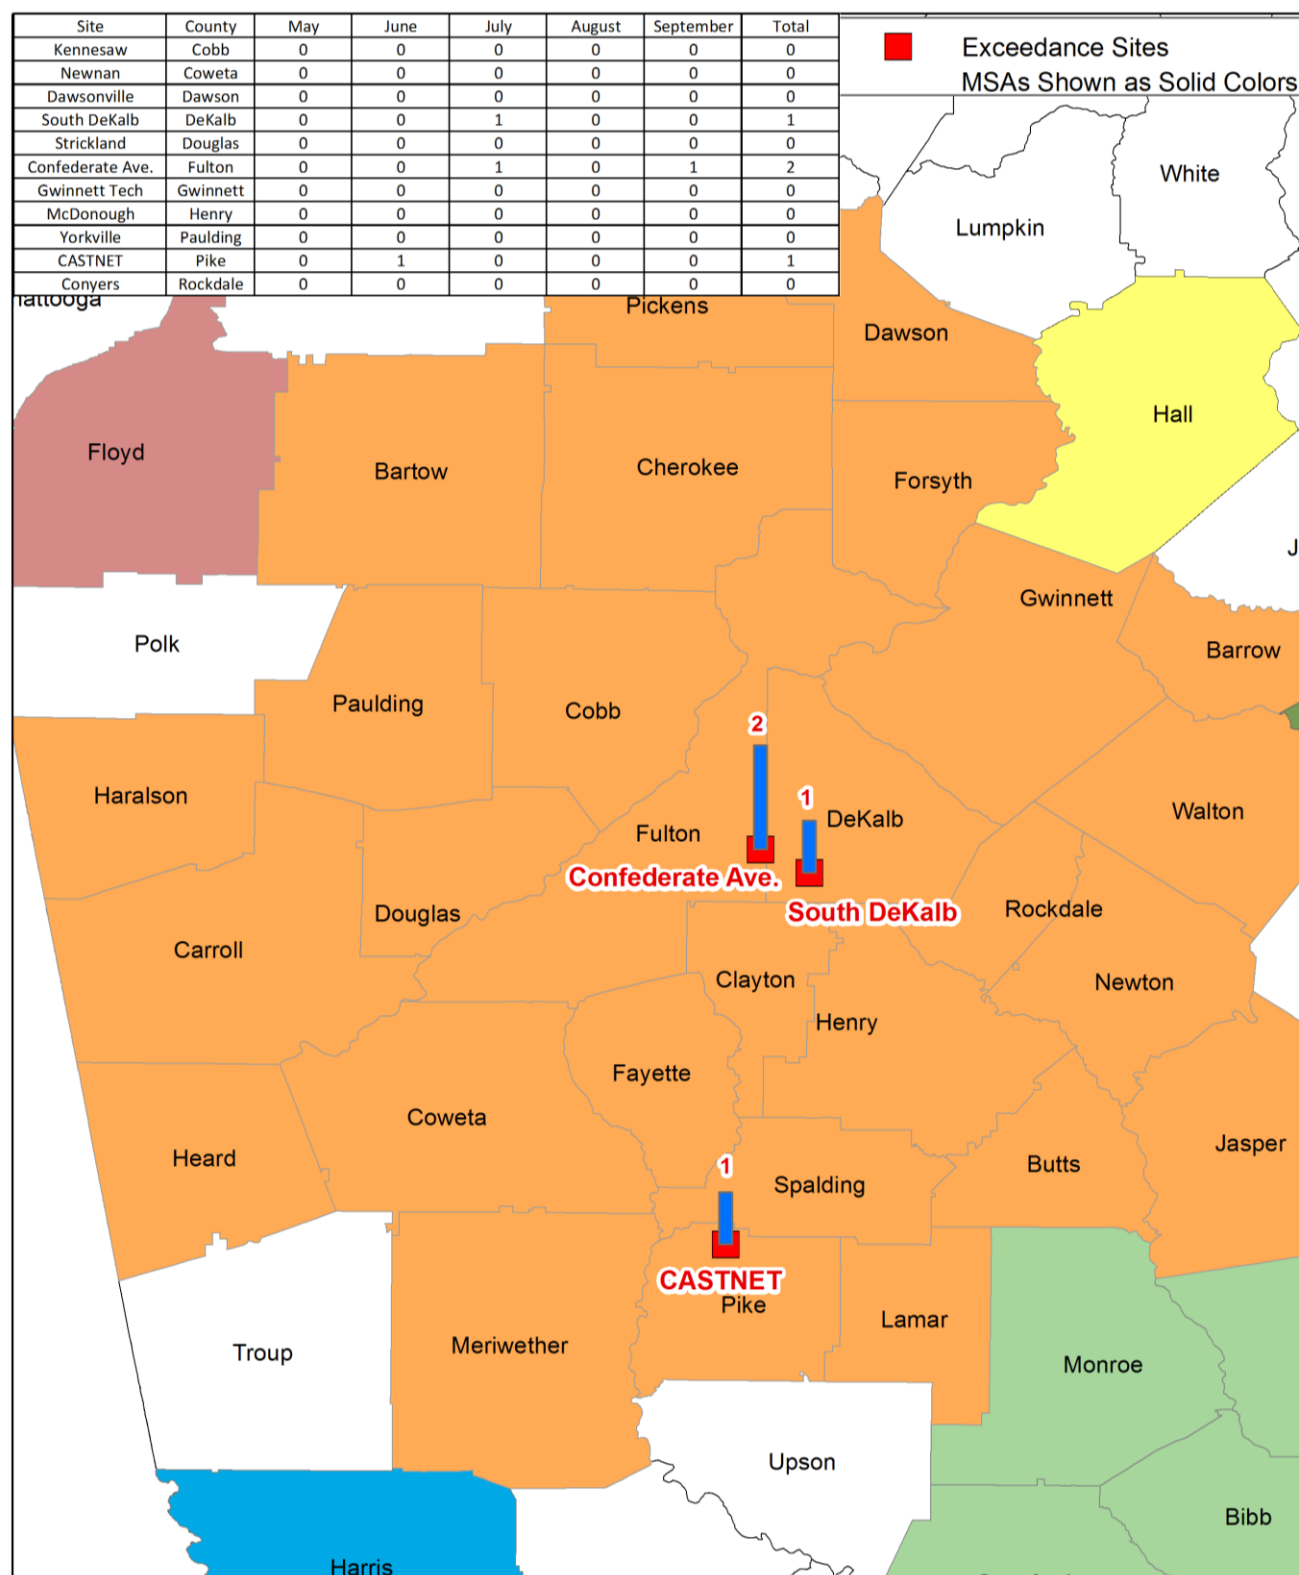 Site County May June July August September Total
Kennesaw Cobb 0 0 0 0 0 0
Newnan Coweta 0 0 0 0 0 0
Dawsonville Dawson 0 0 0 0 0 0
South DeKalb DeKalb 0 0 1 0 0 1
Strickland Douglas 0 0 0 0 0 0
Confederate Ave. Fulton 0 0 1 0 1 2
Gwinnett Tech Gwinnett 0 0 0 0 0 0
McDonough Henry 0 0 0 0 0 0
Yorkville Paulding 0 0 0 0 0 0
CASTNET Pike 0 1 0 0 0 1
Conyers Rockdale 0 0 0 0 0 0
Exceedance Sites
MSAs Shown as Solid Colors
White
Lumpkin
attooga
Pickens
Dawson
Hall
Floyd
Bartow
Cherokee
Forsyth
J
Gwinnett
Polk
Barrow
Paulding
Cobb
2
Haralson
1
Walton
DeKalb
Fulton
Confederate Ave.
South DeKalb
Rockdale
Douglas
Carroll
Clayton
Newton
Henry
Fayette
Coweta
Jasper
Heard
1
Butts
Spalding
CASTNET
Pike
Lamar
Meriwether
Troup
Monroe
Upson
Bibb
Harris